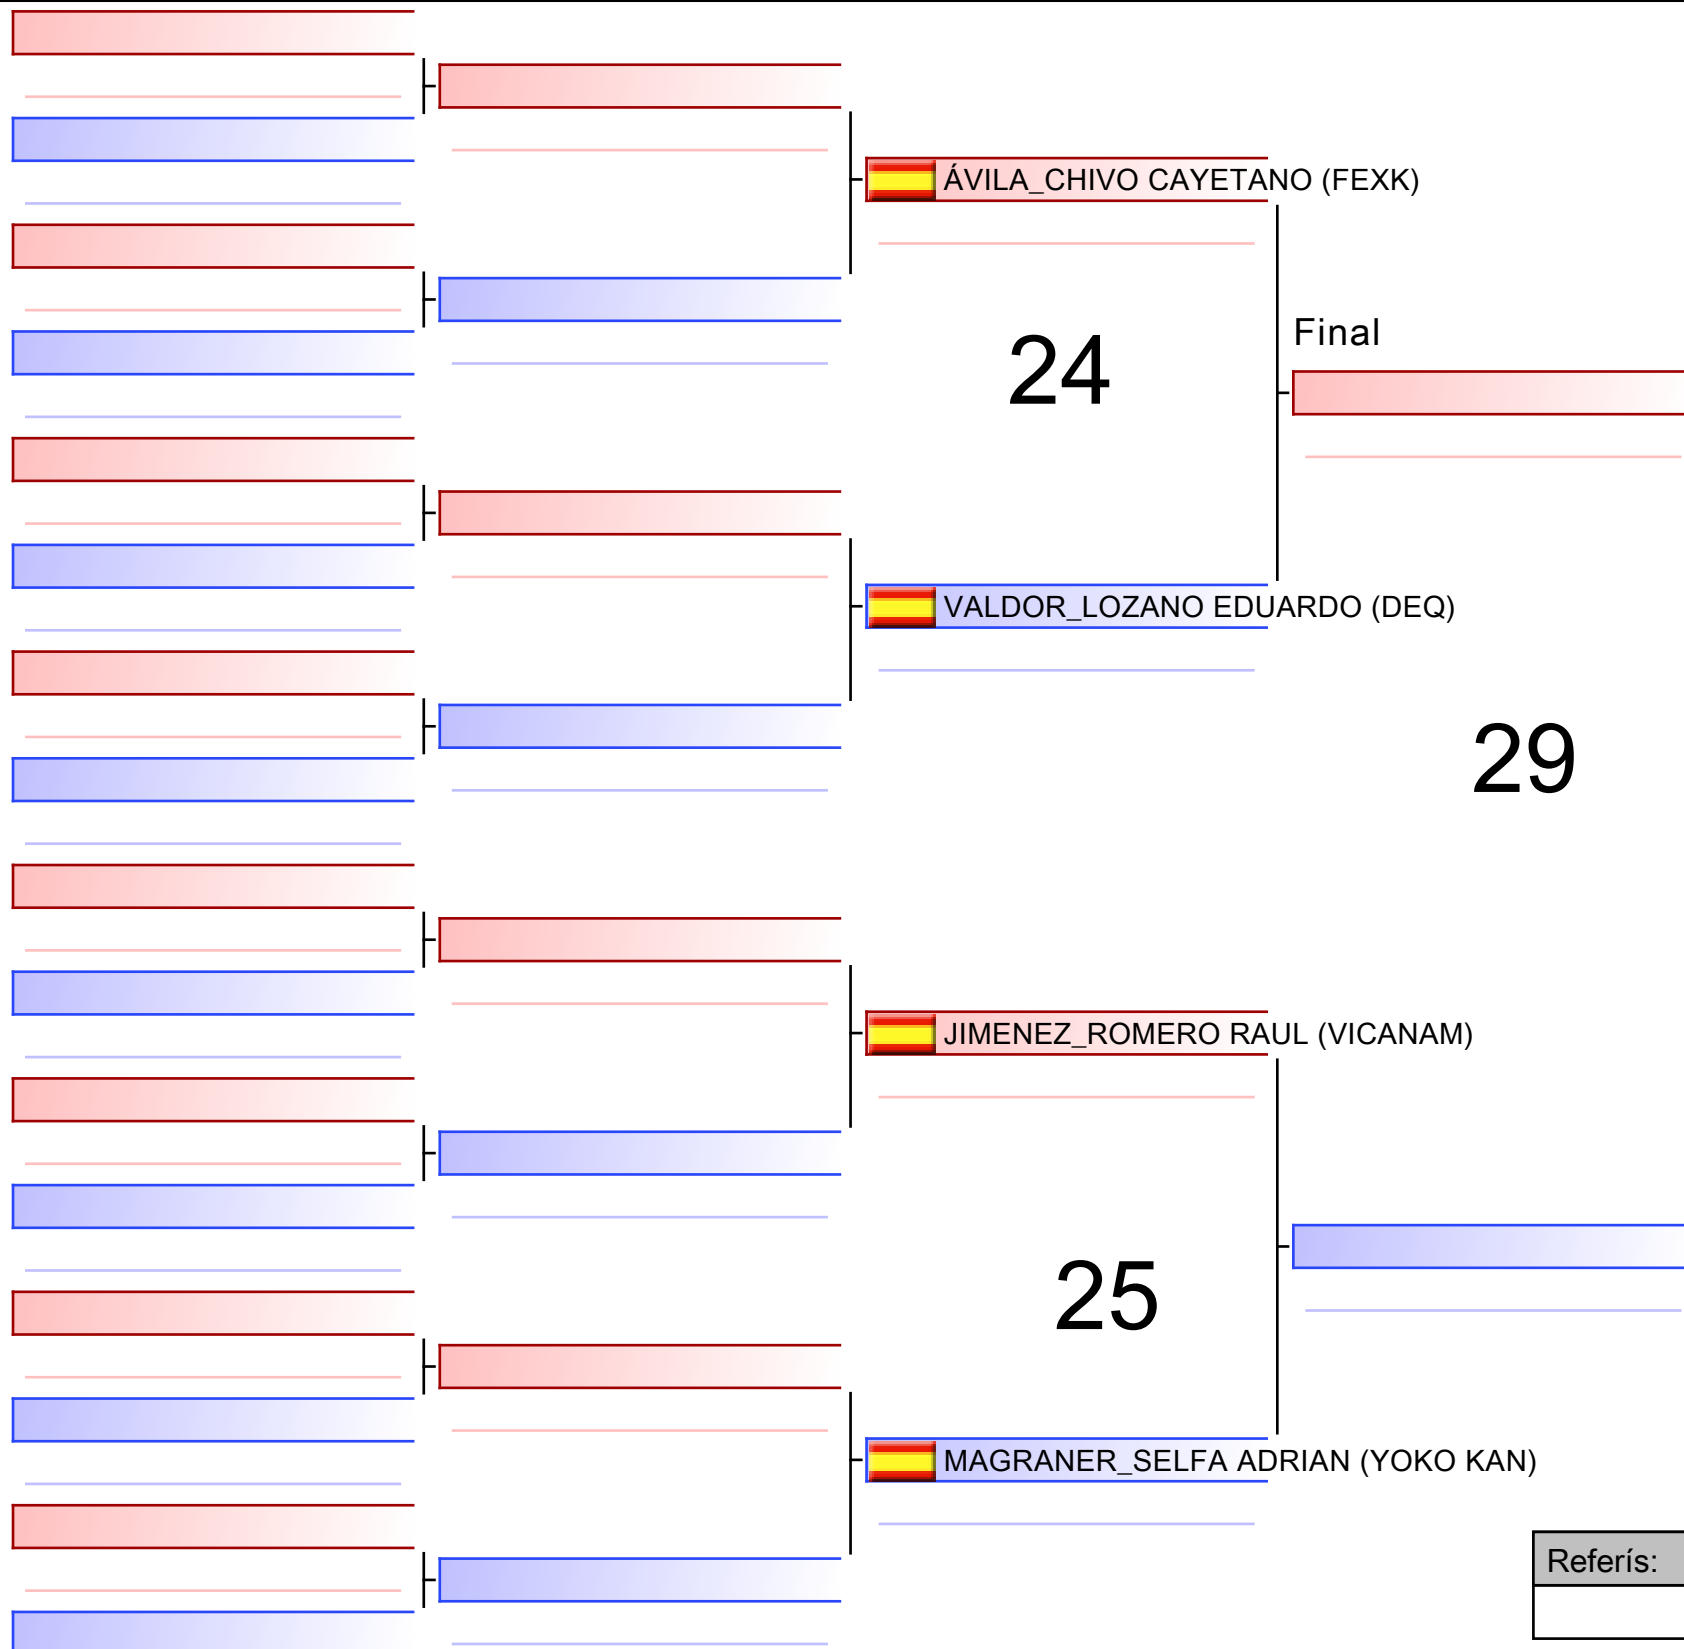 ÁVILA_CHIVO CAYETANO (FEXK)
24
Final
VALDOR_LOZANO EDUARDO (DEQ)
29
JIMENEZ_ROMERO RAUL (VICANAM)
25
MAGRANER_SELFA ADRIAN (YOKO KAN)
Referís: